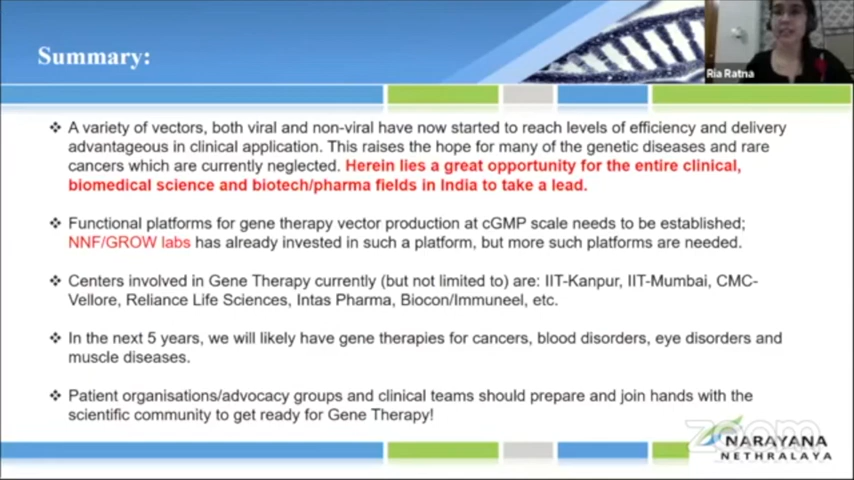 Summary:
Ria Ratna
❖ A variety of vectors, both viral and non-viral have now started to reach levels of efficiency and delivery
advantageous in clinical application. This raises the hope for many of the genetic diseases and rare
cancers which are currently neglected. Herein lies a great opportunity for the entire clinical,
biomedical science and biotech/pharma fields in India to take a lead.
❖ Functional platforms for gene therapy vector production at cGMP scale needs to be established;
NNF/GROW labs has already invested in such a platform, but more such platforms are needed.
❖ Centers involved in Gene Therapy currently (but not limited to) are: IIT-Kanpur, IIT-Mumbai, CMC-
Vellore, Reliance Life Sciences, Intas Pharma, Biocon/Immuneel, etc.
❖ In the next 5 years, we will likely have gene therapies for cancers, blood disorders, eye disorders and
muscle diseases.
❖ Patient organisations/advocacy groups and clinical teams should prepare and join hands with the
scientific community to get ready for Gene Therapy!
zoom
NARAYANA
NETHRALAYA